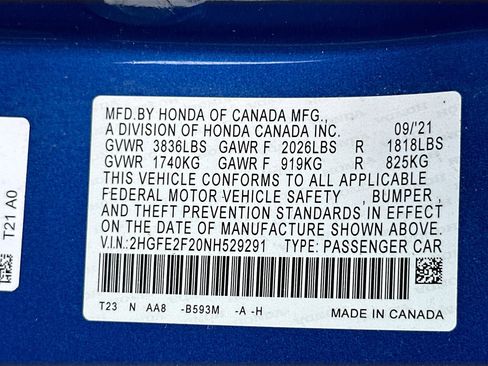 MFD.BY HONDA OF CANADA MFG.,
A DIVISION OF HONDA CANADA INC. 09/'21
GVWR 3836LBS GAWR F 2026LBS R 1818LBS
GVWR 1740KG GAWR F 919KG R 825KG
THIS VEHICLE CONFORMS TO ALL APPLICABLE
FEDERAL MOTOR VEHICLE SAFETY , BUMPER ,
AND THEFT PREVENTION STANDARDS IN EFFECT
ON THE DATE OF MANUFACTURE SHOWN ABOVE.
V.I.N:2HGFE2F20NH529291 TYPE: PASSENGER CAR
T23 N AA8 -B593M -A -H MADE IN CANADA
T21 A0